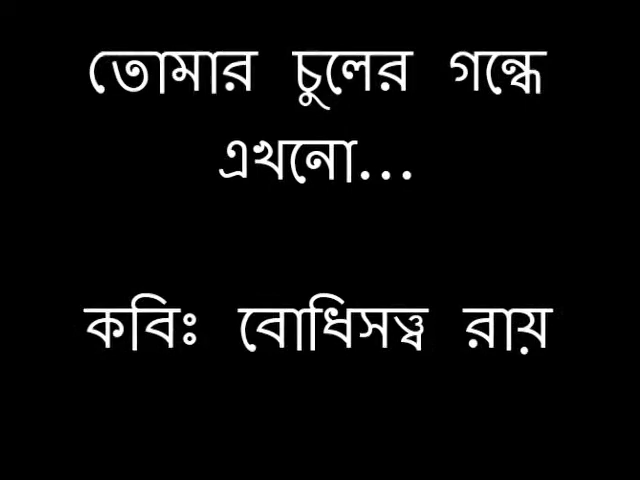 তোমার চুলের গন্ধে
এখনো...
কবিঃ বোধিসত্ত্ব রায়